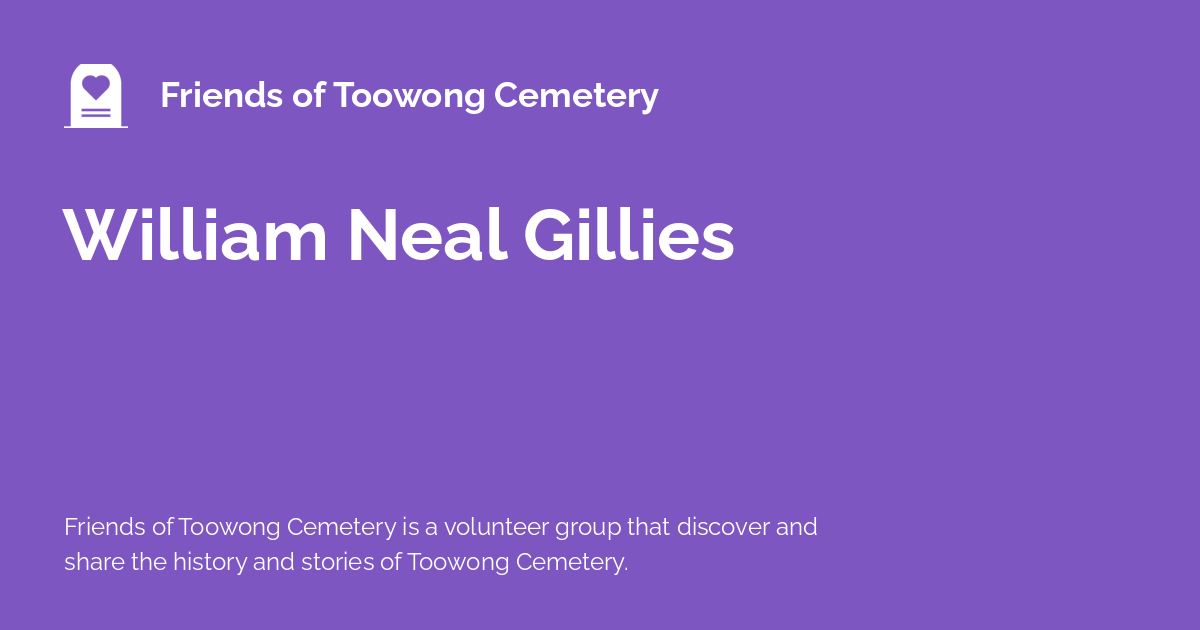 Friends of Toowong Cemetery
William Neal Gillies
Friends of Toowong Cemetery is a volunteer group that discover and
share the history and stories of Toowong Cemetery.